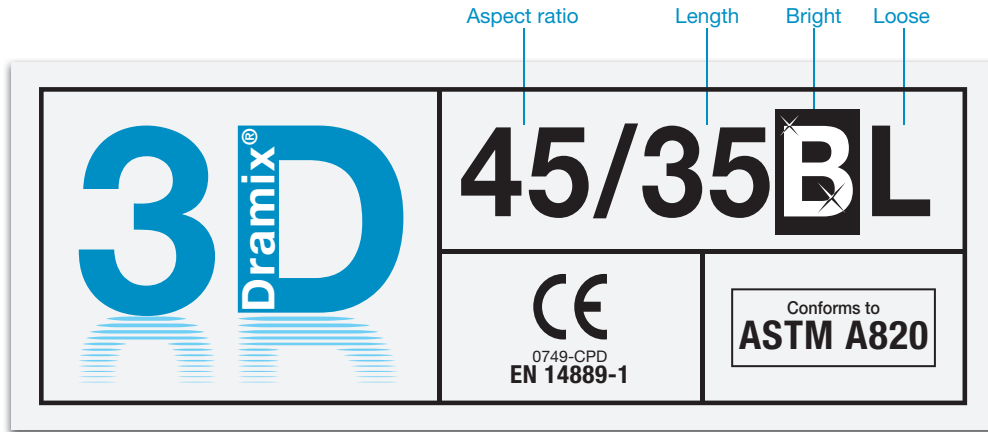 Aspect ratio Length Bright Loose
3D
Dramix®
45/35BL
CE
0749-CPD
EN 14889-1
Conforms to
ASTM A820